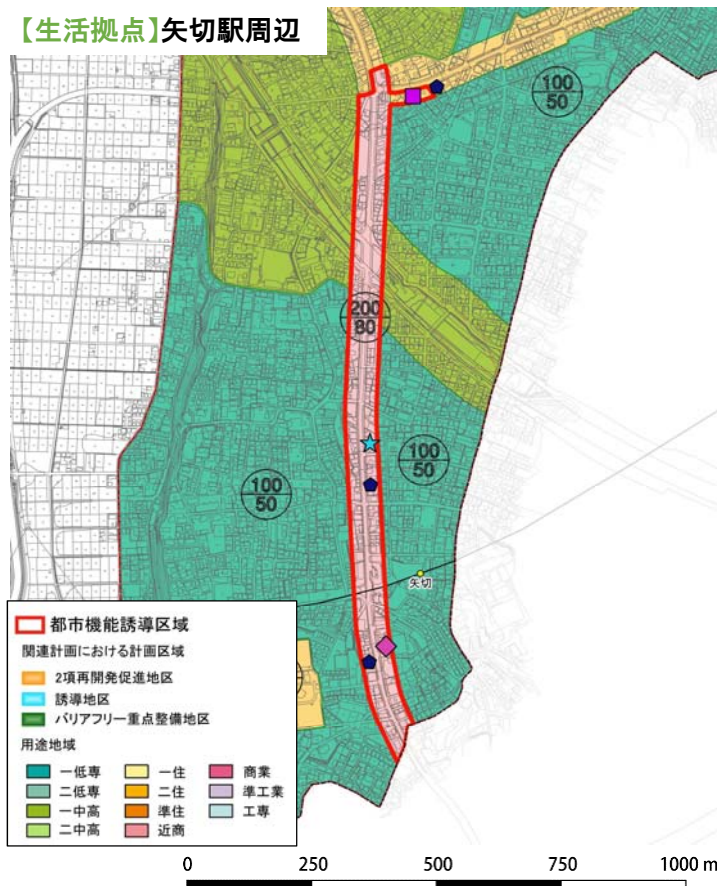 【生活拠点】矢切駅周辺
100
50
200
80
100
50
100
50
矢切
都市機能誘導区域
関連計画における計画区域
2項再開発促進地区
誘導地区
バリアフリー重点整備地区
用途地域
一低専 一住 商業
二低専 二住 準工業
一中高 準住 工専
二中高 近商
0 250 500 750 1000 m